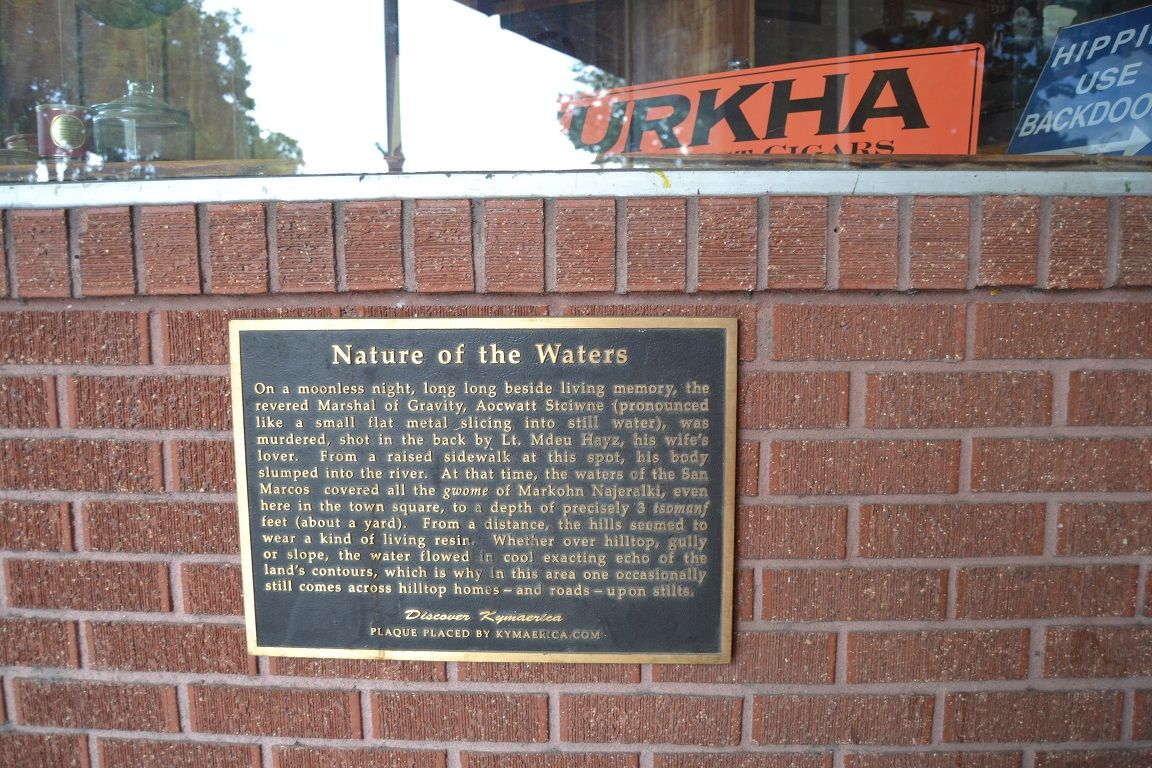 URKHA
CIGARS
HIPPI
USE
BACKDOO
Nature of the Waters
On a moonless night, long long beside living memory, the
revered Marshal of Gravity, Aocwatt Stciwne (pronounced
like a small flat metal slicing into still water), was
murdered, shot in the back by Lt. Mdeu Hayz, his wife's
lover. From a raised sidewalk at this spot, his body
slumped into the river. At that time, the waters of the San
Marcos covered all the gwome of Markohn Najeralki, even
here in the town square, to a depth of precisely 3 tsomanf
feet (about a yard). From a distance, the hills seemed to
wear a kind of living resin. Whether over hilltop, gully
or slope, the water flowed in cool exacting echo of the
land's contours, which is why in this area one occasionally
still comes across hilltop homes – and roads – upon stilts.
Discover Kymaerica
PLAQUE PLACED BY KYMAERICA.COM